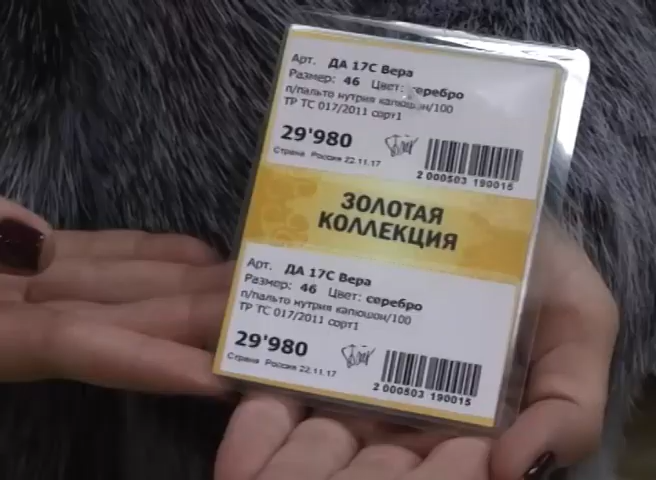 Арт. ДА 17С Вера
Размер: 46 Цвет: серебро
п/пальто нутрия капюшон/100
ТР ТС 017/2011 сорт1
29'980
Страна Россия 22.11.17
2 000503 190015
ЗОЛОТАЯ
КОЛЛЕКЦИЯ
Арт. ДА 17С Вера
Размер: 46 Цвет: серебро
п/пальто нутрия капюшон/100
ТР ТС 017/2011 сорт1
29'980
Страна Россия 22.11.17
2 000503 190015